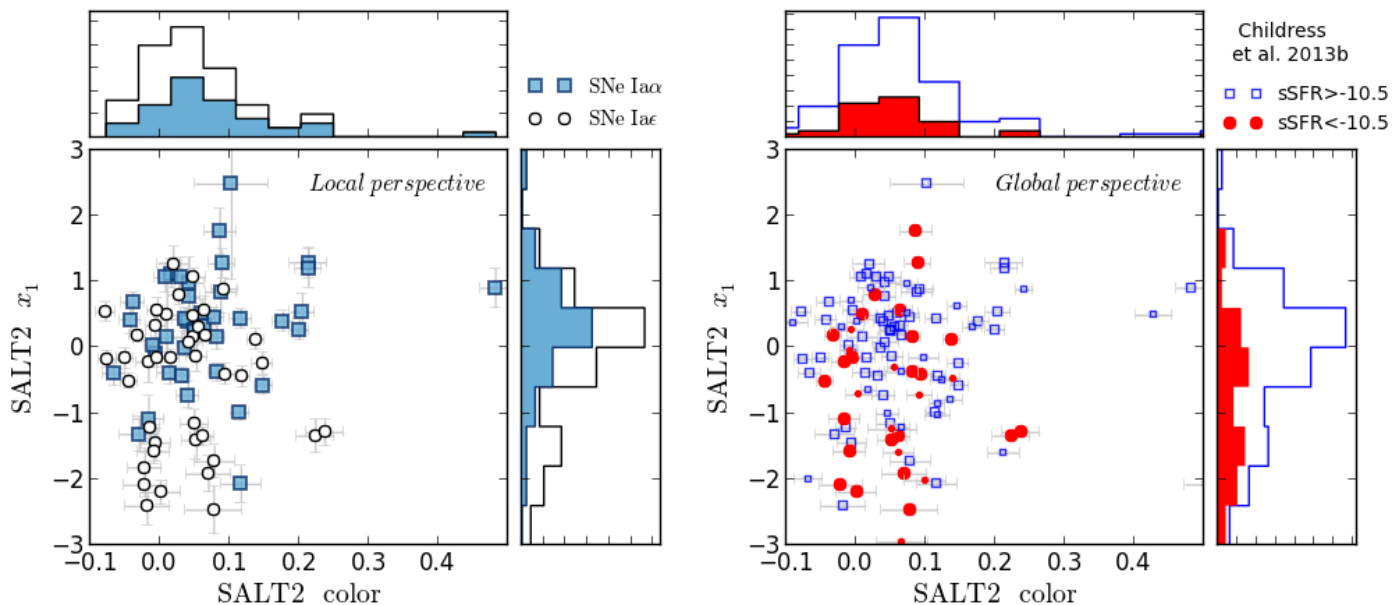 Childress
et al. 2013b
SNe Iaα
SNe Iaϵ
sSFR>-10.5
sSFR<-10.5
Local perspective
Global perspective
3
2
1
0
−1
−2
−3
SALT2 x₁
−0.1 0.0 0.1 0.2 0.3 0.4
SALT2 color
3
2
1
0
−1
−2
−3
SALT2 x₁
−0.1 0.0 0.1 0.2 0.3 0.4
SALT2 color